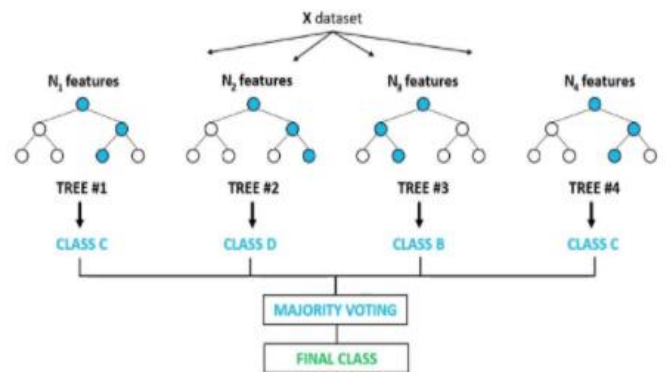 X dataset
N₁ features N₂ features N₃ features N₄ features
TREE #1 TREE #2 TREE #3 TREE #4
CLASS C CLASS D CLASS B CLASS C
MAJORITY VOTING
FINAL CLASS